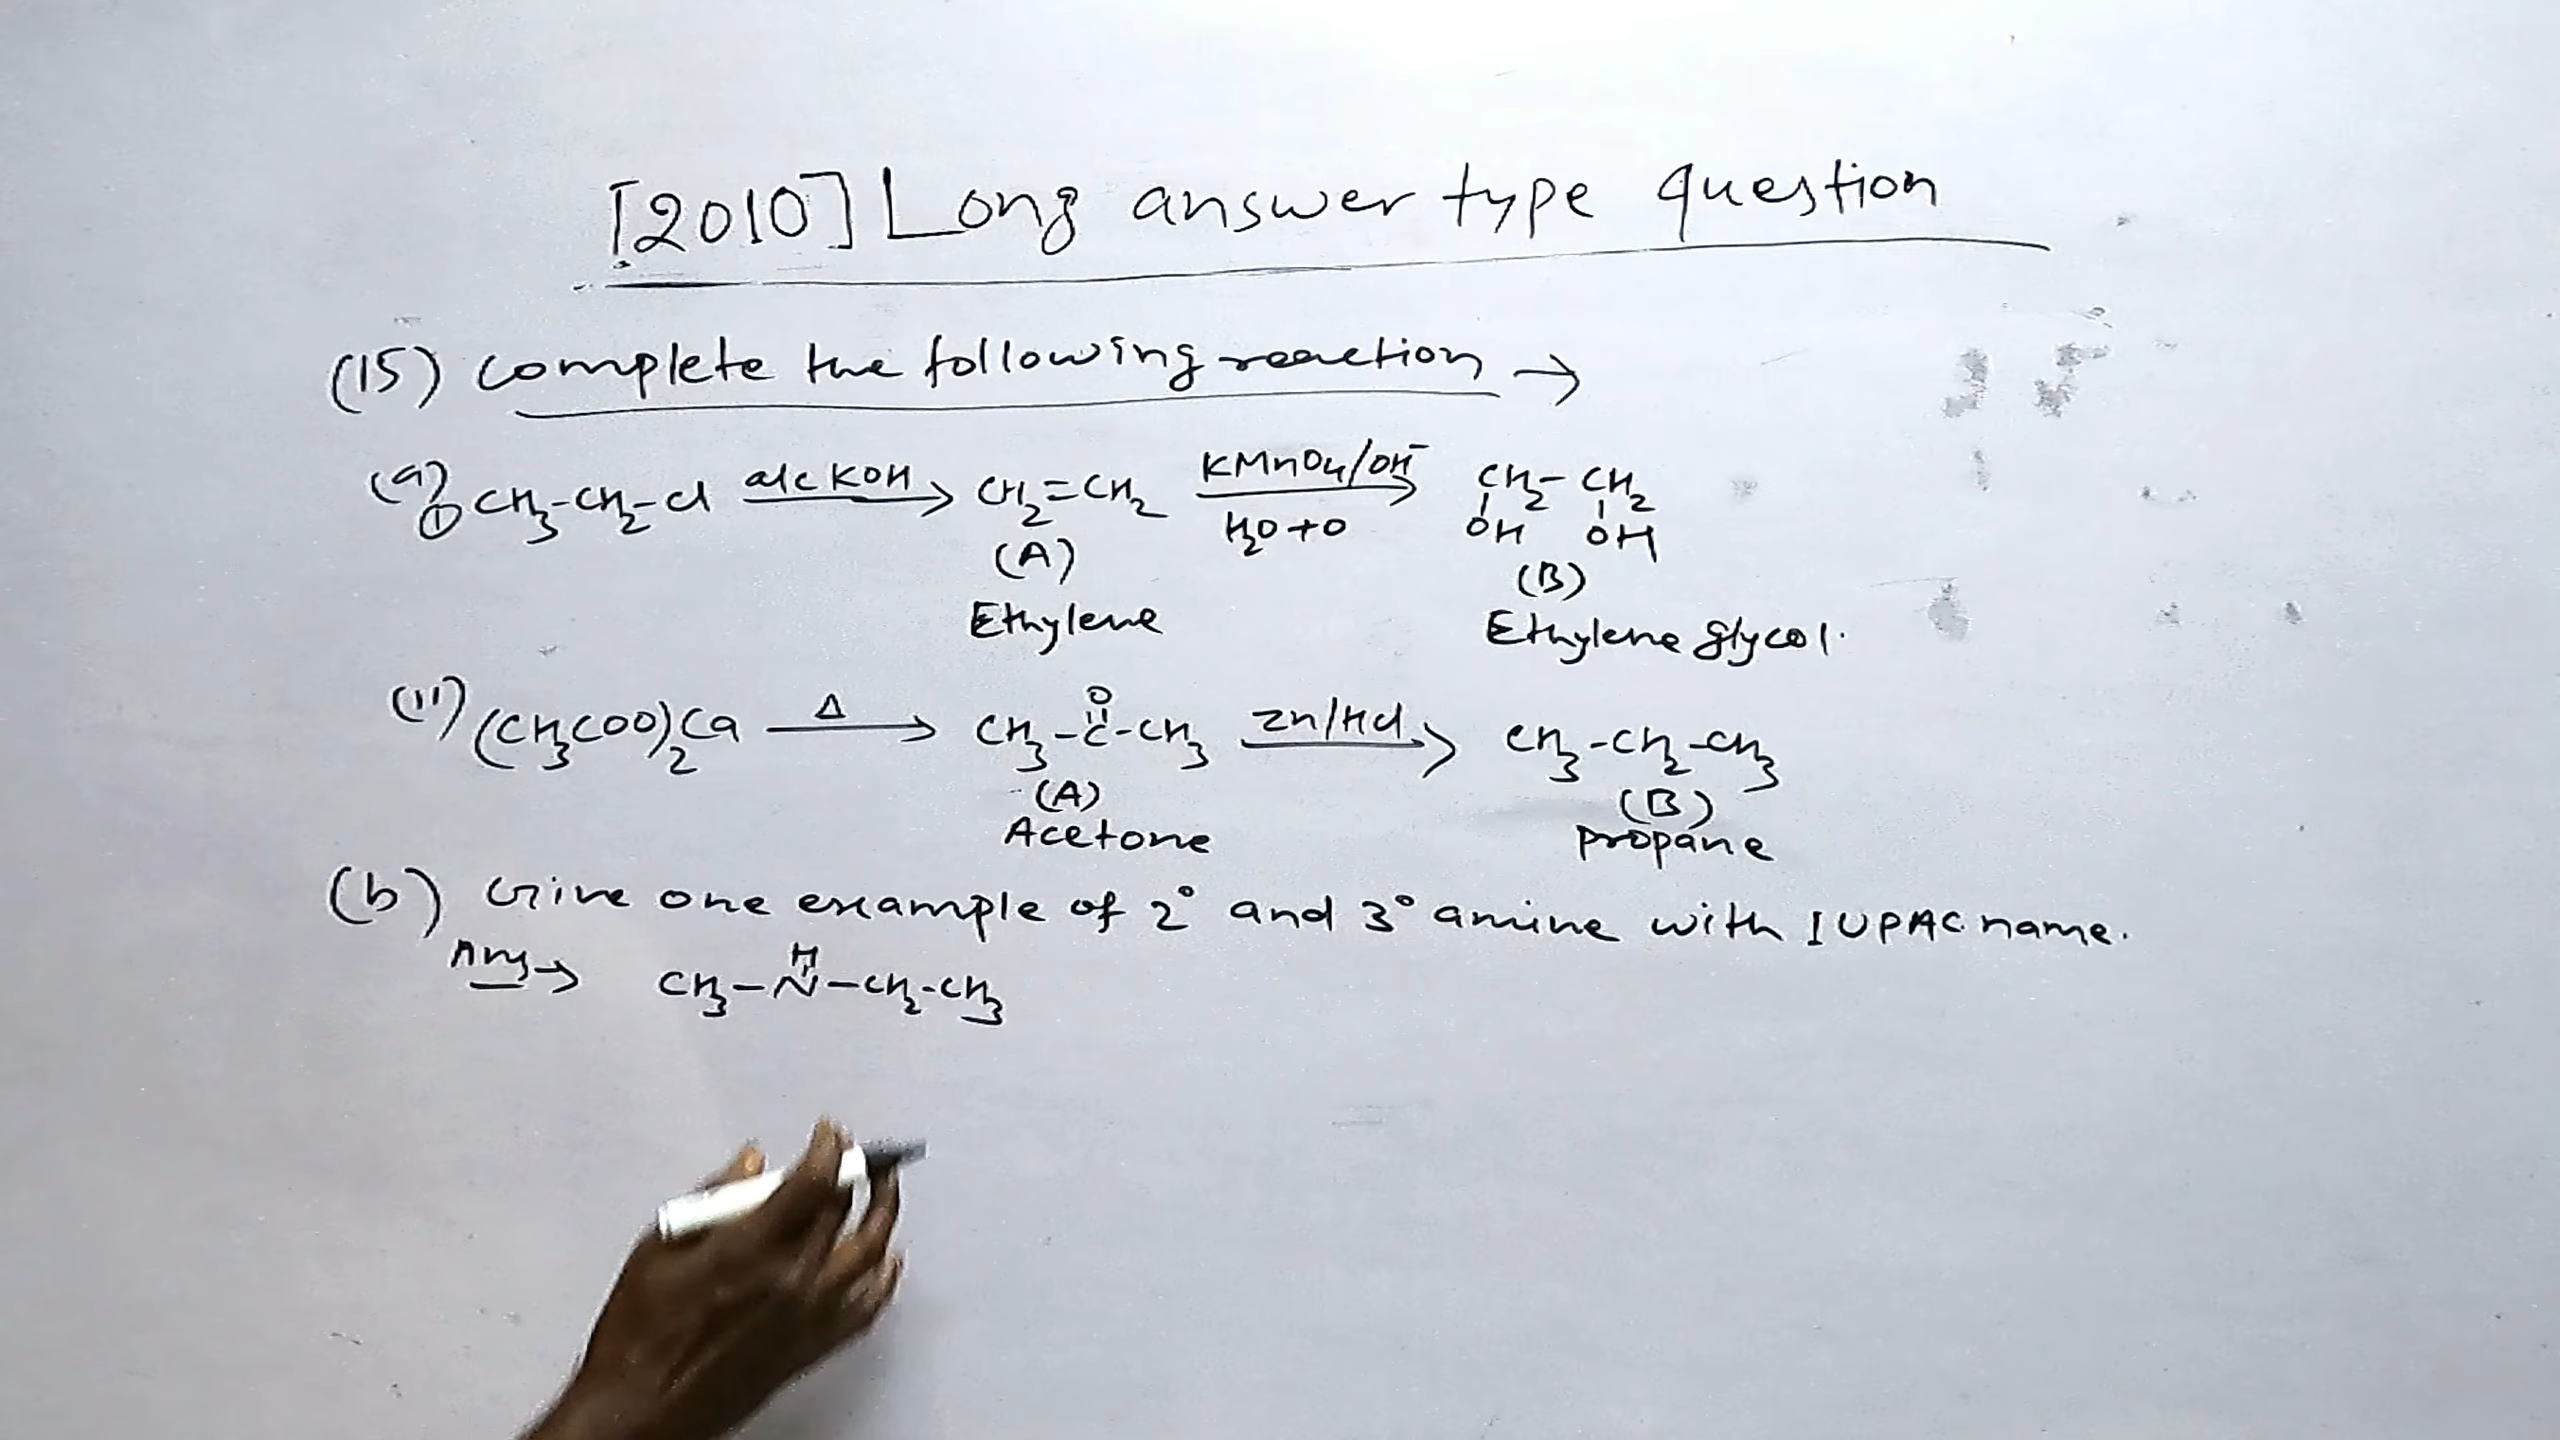 [2010] Long answer type question
(15) Complete the following reaction →
(a) ① CH3-CH2-Cl alc KOH → CH2=CH2 KMnO4/OH- → CH2-CH2
H2O+O OH OH
(A) (B)
Ethylene Ethylene glycol.
(ii) (CH3COO)2Ca Δ → CH3-C-CH3 Zn/Hcl → CH3-CH2-CH3
O
(A) (B)
Acetone propane
(b) Give one example of 2° and 3° amine with IUPAC name.
Ans → CH3-N-CH2-CH3
H